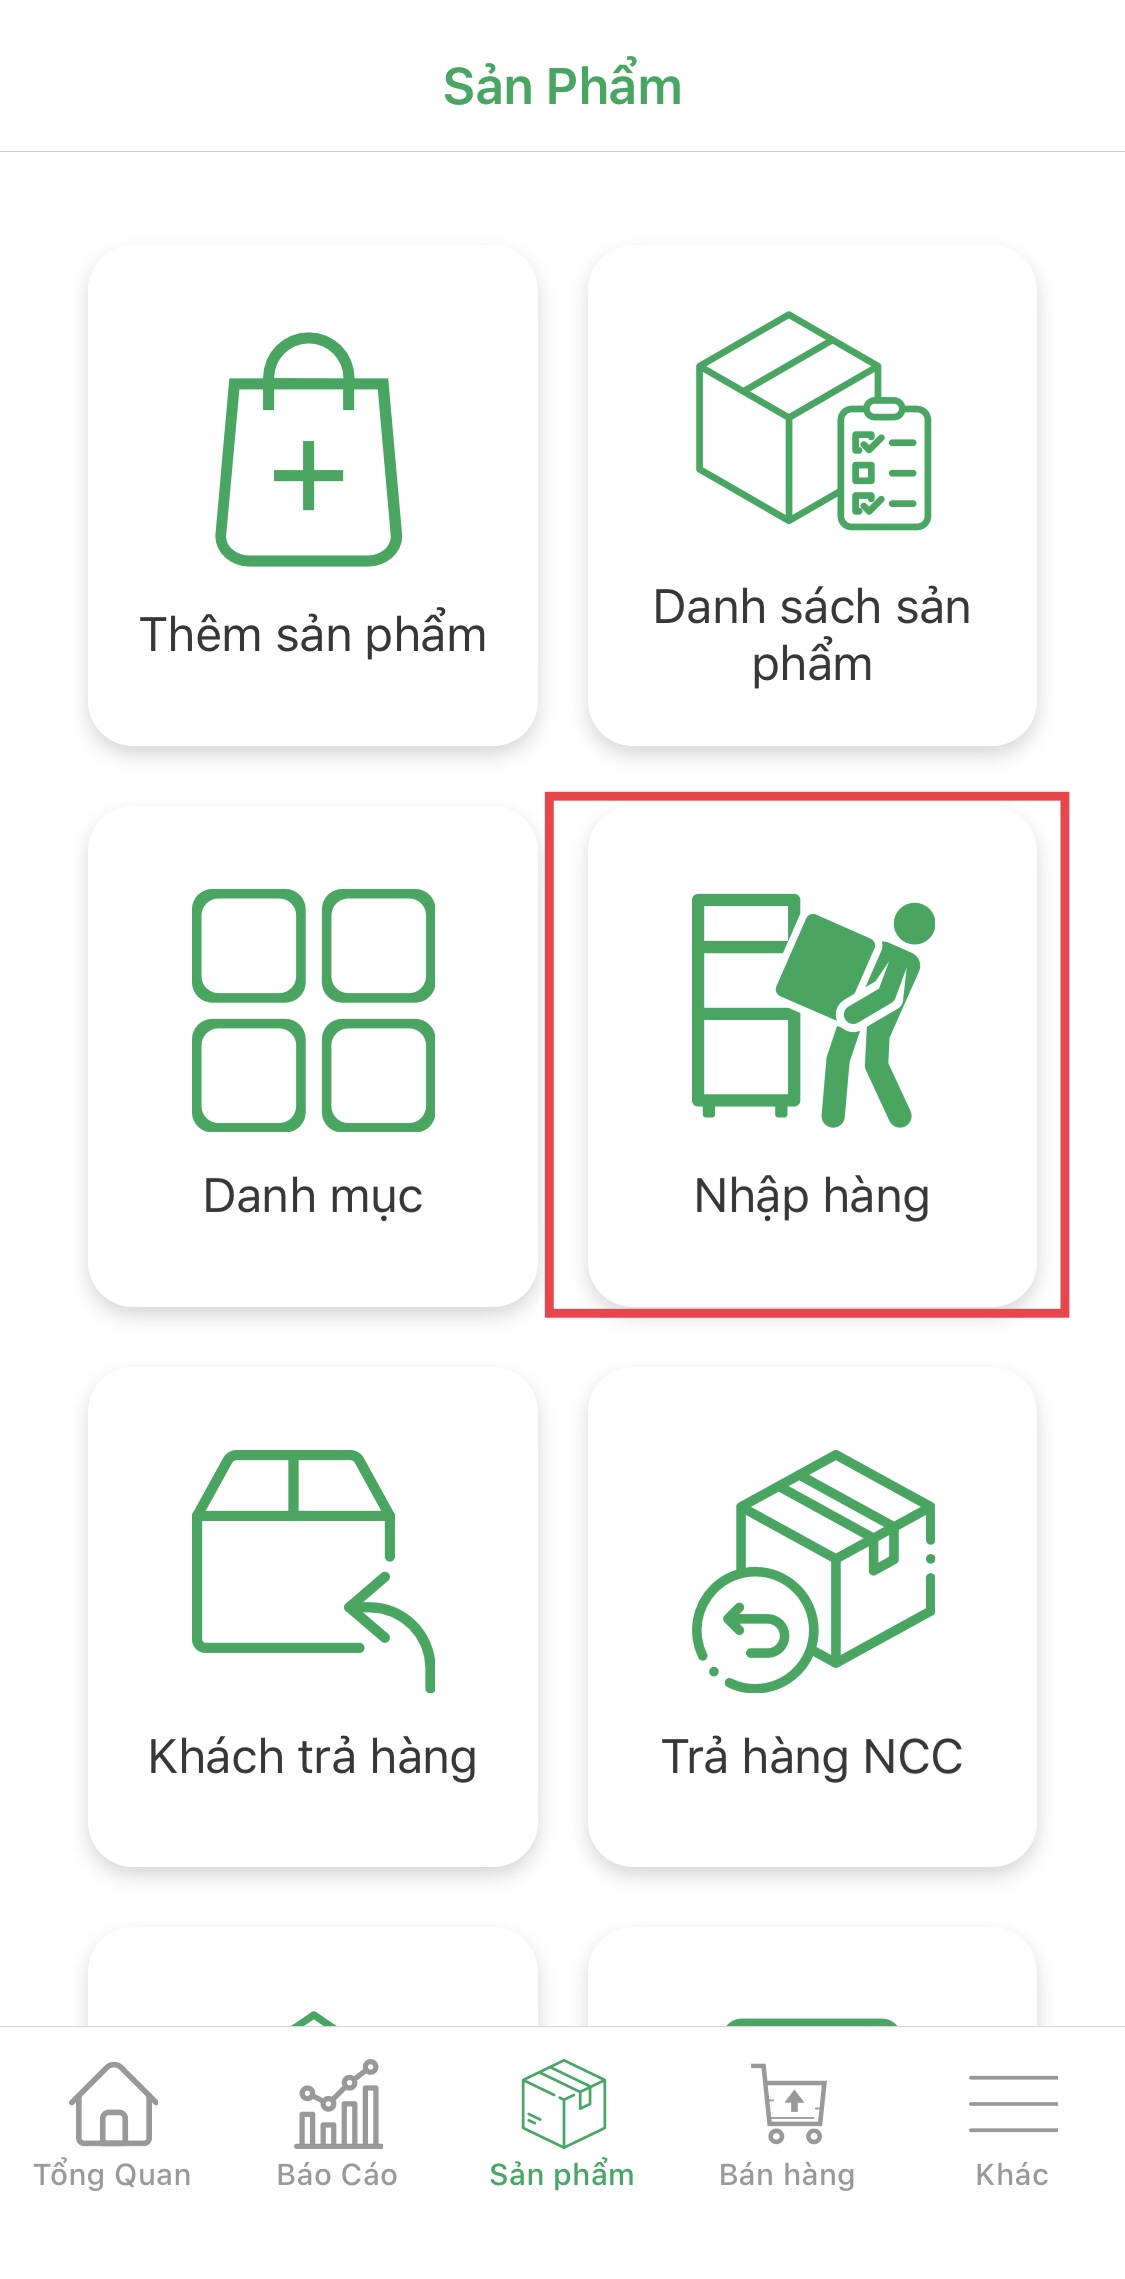 Sản Phẩm
Thêm sản phẩm
Danh sách sản
phẩm
Danh mục
Nhập hàng
Khách trả hàng
Trả hàng NCC
Tổng Quan
Báo Cáo
Sản phẩm
Bán hàng
Khác